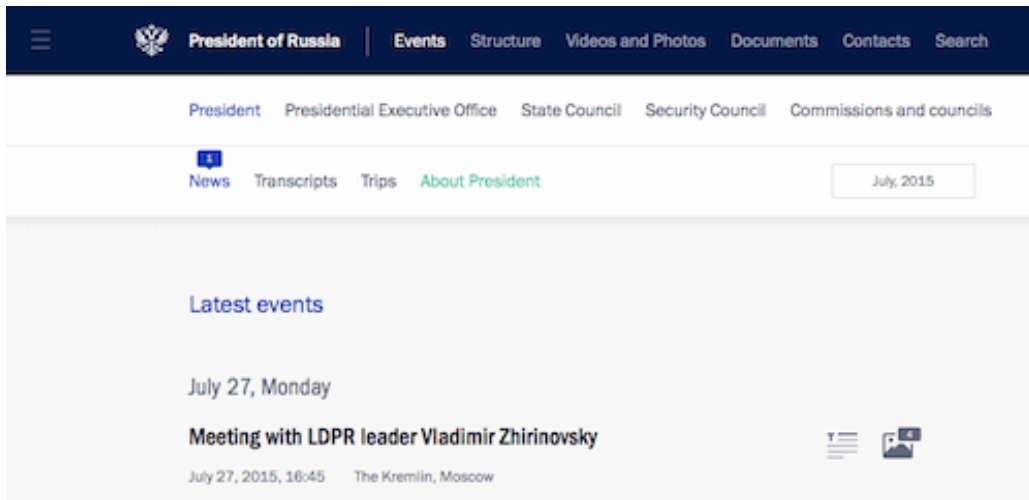 President of Russia Events Structure Videos and Photos Documents Contacts Search
President Presidential Executive Office State Council Security Council Commissions and councils
1
News Transcripts Trips About President July, 2015
Latest events
July 27, Monday
Meeting with LDPR leader Vladimir Zhirinovsky T 4
July 27, 2015, 16:45 The Kremlin, Moscow